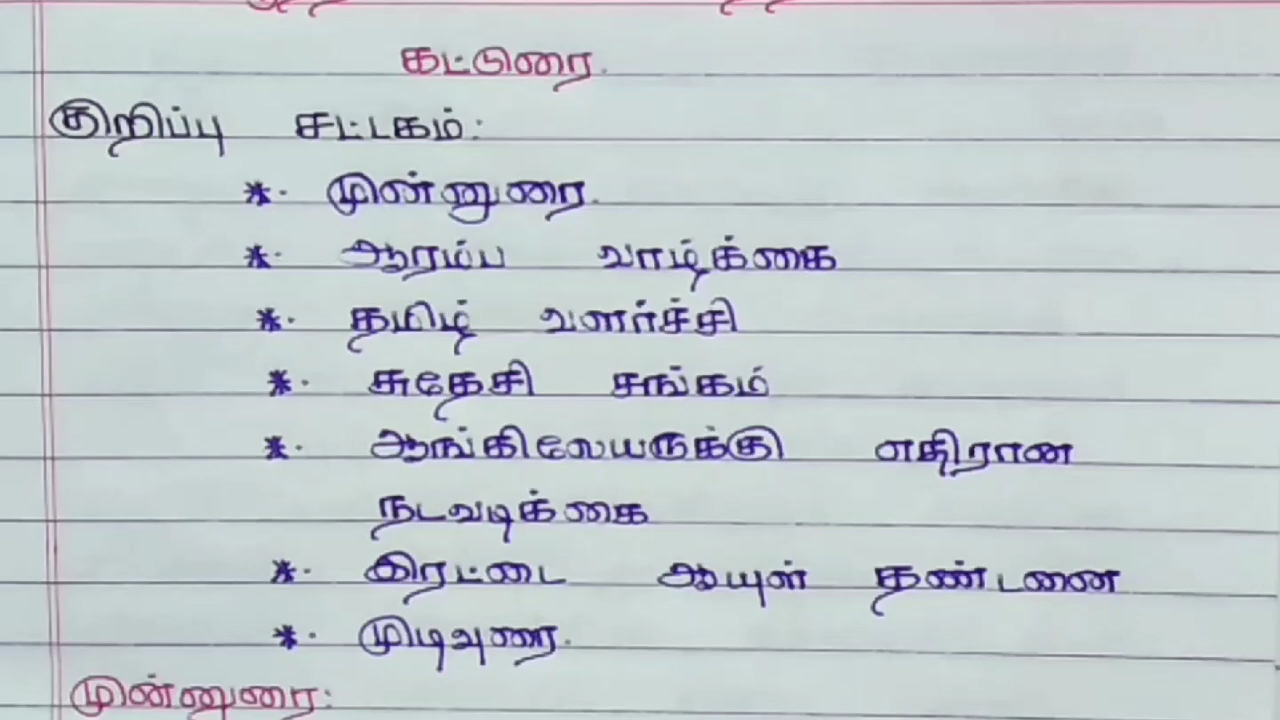 கட்டுரை.
குறிப்பு சட்டகம்:
*. முன்னுரை.
*. ஆரம்ப வாழ்க்கை
*. தமிழ் வளர்ச்சி
*. சுதேசி சங்கம்
*. ஆங்கிலேயருக்கு எதிரான
நடவடிக்கை
*. இரட்டை ஆயுள் தண்டனை
*. முடிவுரை.
முன்னுரை: